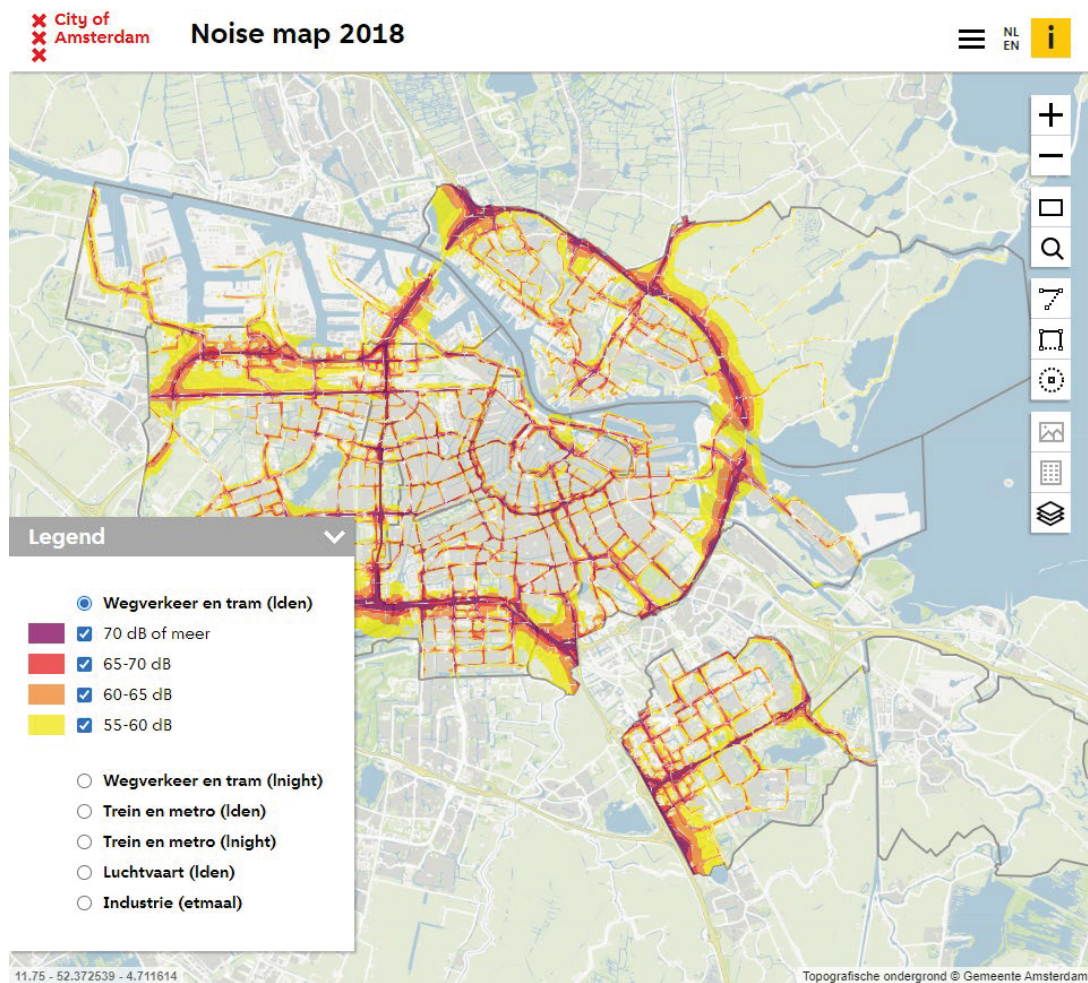 City of
Amsterdam
Noise map 2018
NL
EN
i
Legend
Wegverkeer en tram (lden)
70 dB of meer
65-70 dB
60-65 dB
55-60 dB
Wegverkeer en tram (lnight)
Trein en metro (lden)
Trein en metro (lnight)
Luchtvaart (lden)
Industrie (etmaal)
11.75 - 52.372539 - 4.711614
Topografische ondergrond © Gemeente Amsterdam